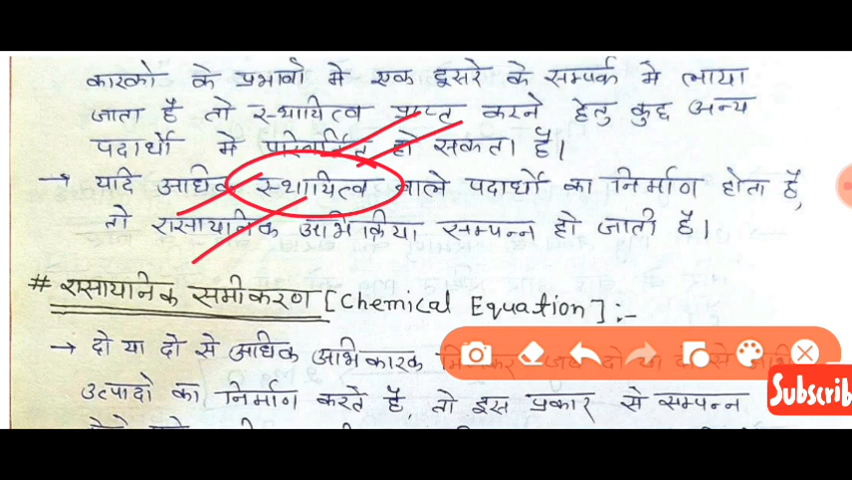 कारको के प्रभावो में एक दूसरे के सम्पर्क मे लाया
जाता है तो स्थायित्व प्राप्त करने हेतु कुछ अन्य
पदार्थो मे परिवर्तित हो सकता है।
→ यदि अधिक स्थायित्व वाले पदार्थो का निर्माण होता है,
तो रासायनिक अभिक्रिया सम्पन्न हो जाती है।
# रासायनिक समीकरण [Chemical Equation] :-
→ दो या दो से अधिक अभिकारक
उत्पादो का निर्माण करते है, तो इस प्रकार से सम्पन्न
Subscrib